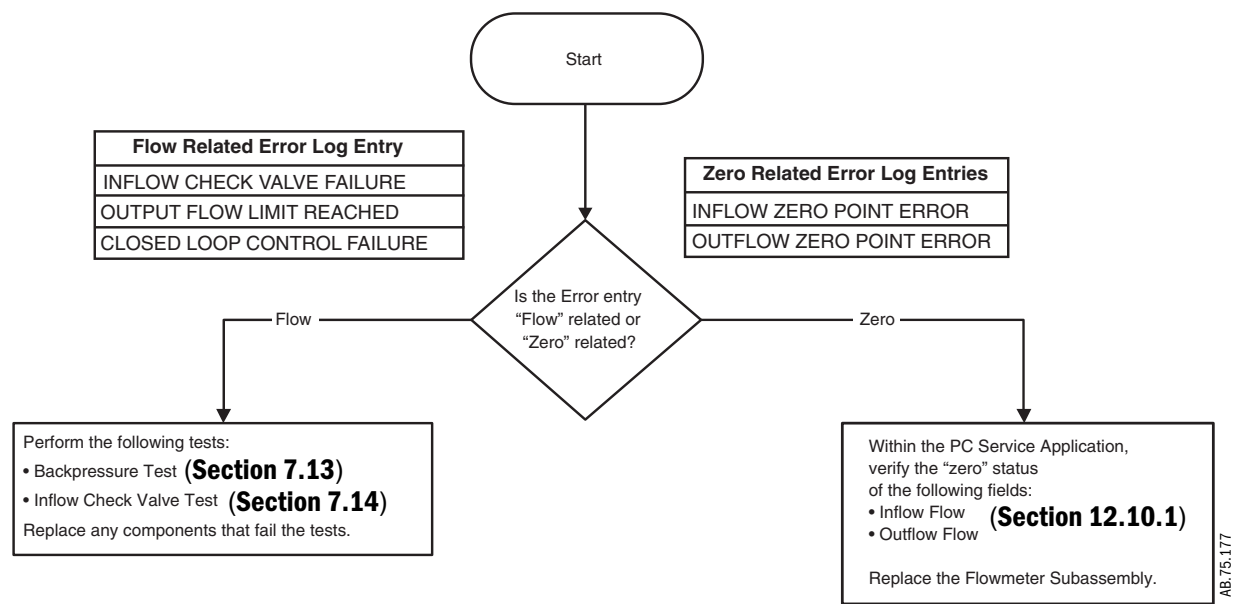 Start
Flow Related Error Log Entry
INFLOW CHECK VALVE FAILURE
OUTPUT FLOW LIMIT REACHED
CLOSED LOOP CONTROL FAILURE
Zero Related Error Log Entries
INFLOW ZERO POINT ERROR
OUTFLOW ZERO POINT ERROR
Is the Error entry
“Flow” related or
“Zero” related?
Flow
Zero
Perform the following tests:
• Backpressure Test (Section 7.13)
• Inflow Check Valve Test (Section 7.14)
Replace any components that fail the tests.
Within the PC Service Application,
verify the “zero” status
of the following fields:
• Inflow Flow (Section 12.10.1)
• Outflow Flow
Replace the Flowmeter Subassembly.
AB.75.177